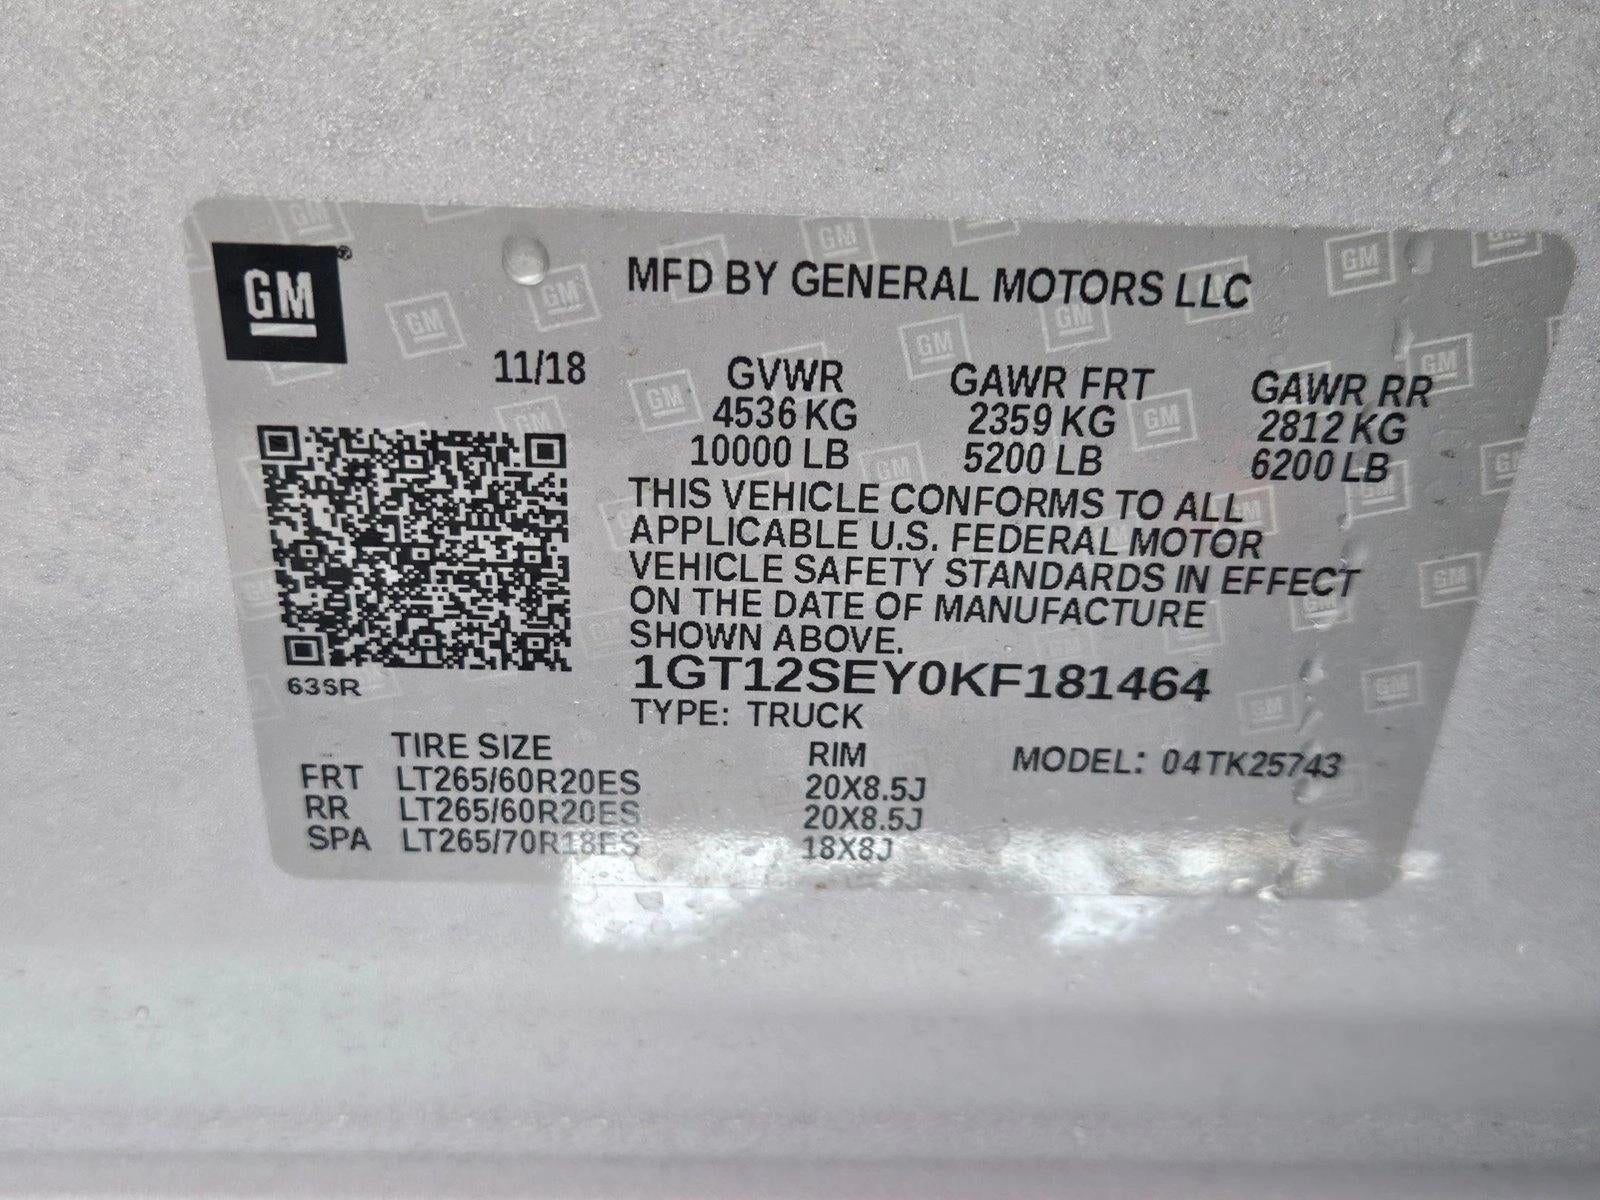 GM
MFD BY GENERAL MOTORS LLC
11/18
GVWR GAWR FRT GAWR RR
4536 KG 2359 KG 2812 KG
10000 LB 5200 LB 6200 LB
THIS VEHICLE CONFORMS TO ALL
APPLICABLE U.S. FEDERAL MOTOR
VEHICLE SAFETY STANDARDS IN EFFECT
ON THE DATE OF MANUFACTURE
SHOWN ABOVE.
63SR
1GT12SEY0KF181464
TYPE: TRUCK
TIRE SIZE RIM MODEL: 04TK25743
FRT LT265/60R20ES 20X8.5J
RR LT265/60R20ES 20X8.5J
SPA LT265/70R18ES 18X8J